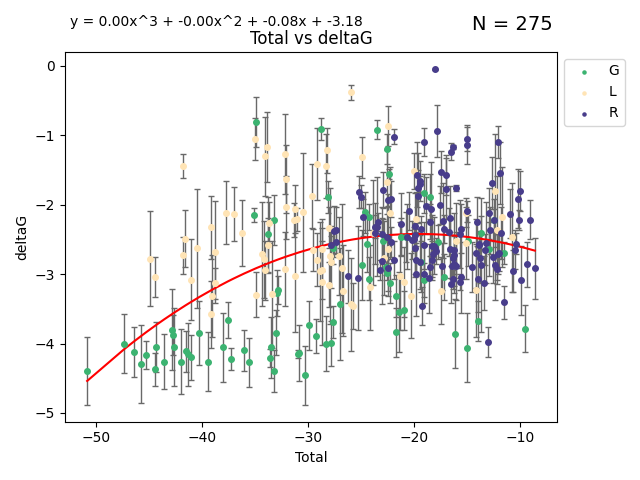 y = 0.00x^3 + -0.00x^2 + -0.08x + -3.18
N = 275
Total vs deltaG
G
L
R
deltaG
0
−1
−2
−3
−4
−5
−50
−40
−30
−20
−10
Total